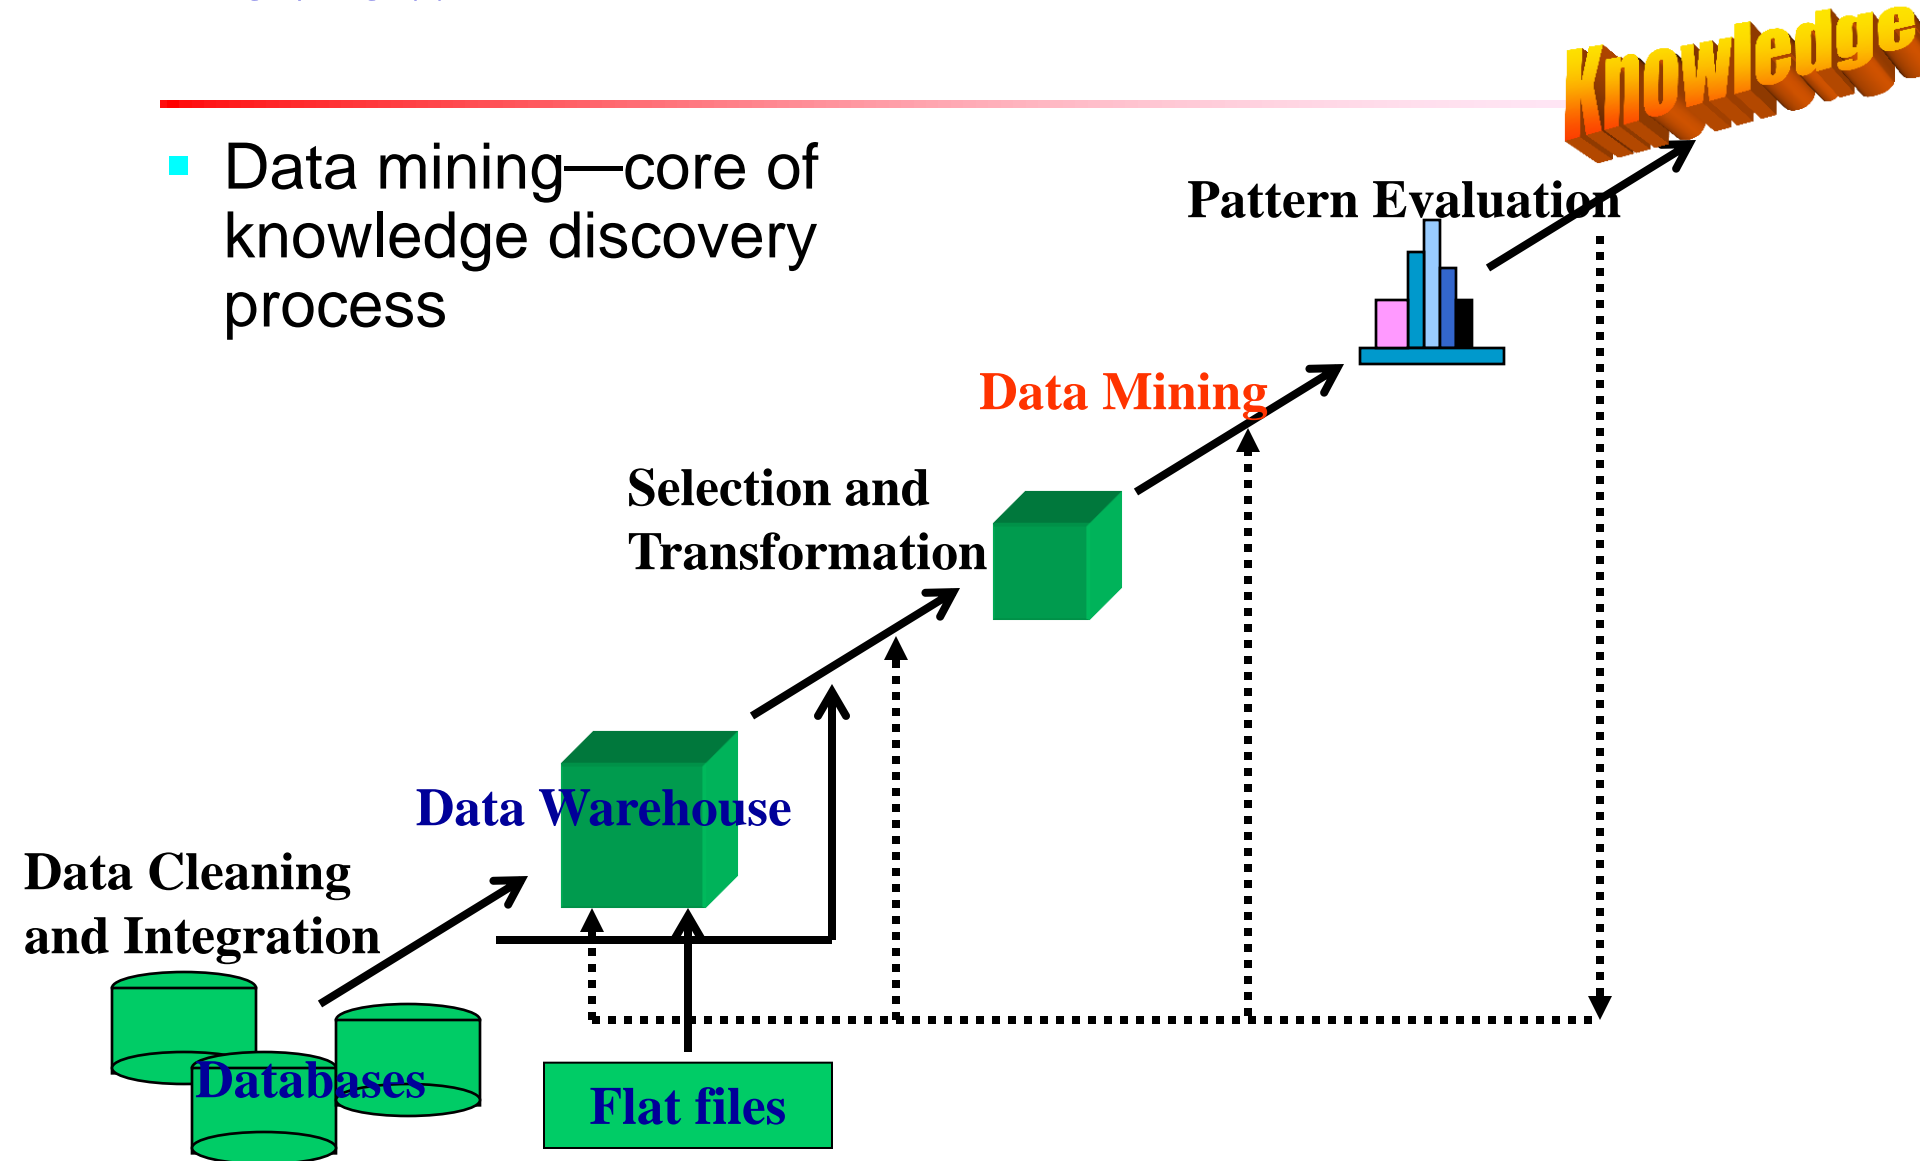 Knowledge
Data mining—core of
knowledge discovery
process
Pattern Evaluation
Data Mining
Selection and
Transformation
Data Warehouse
Data Cleaning
and Integration
Databases
Flat files